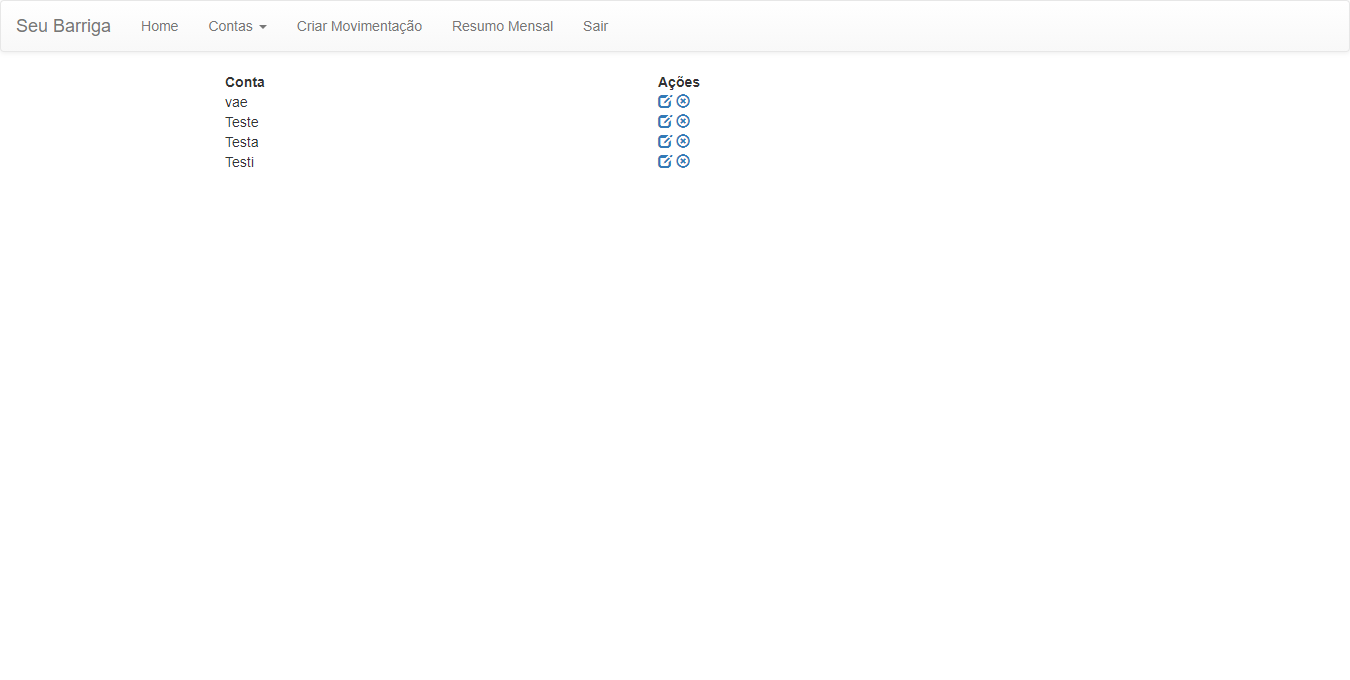 Seu Barriga Home Contas Criar Movimentação Resumo Mensal Sair
Conta Ações
vae
Teste
Testa
Testi